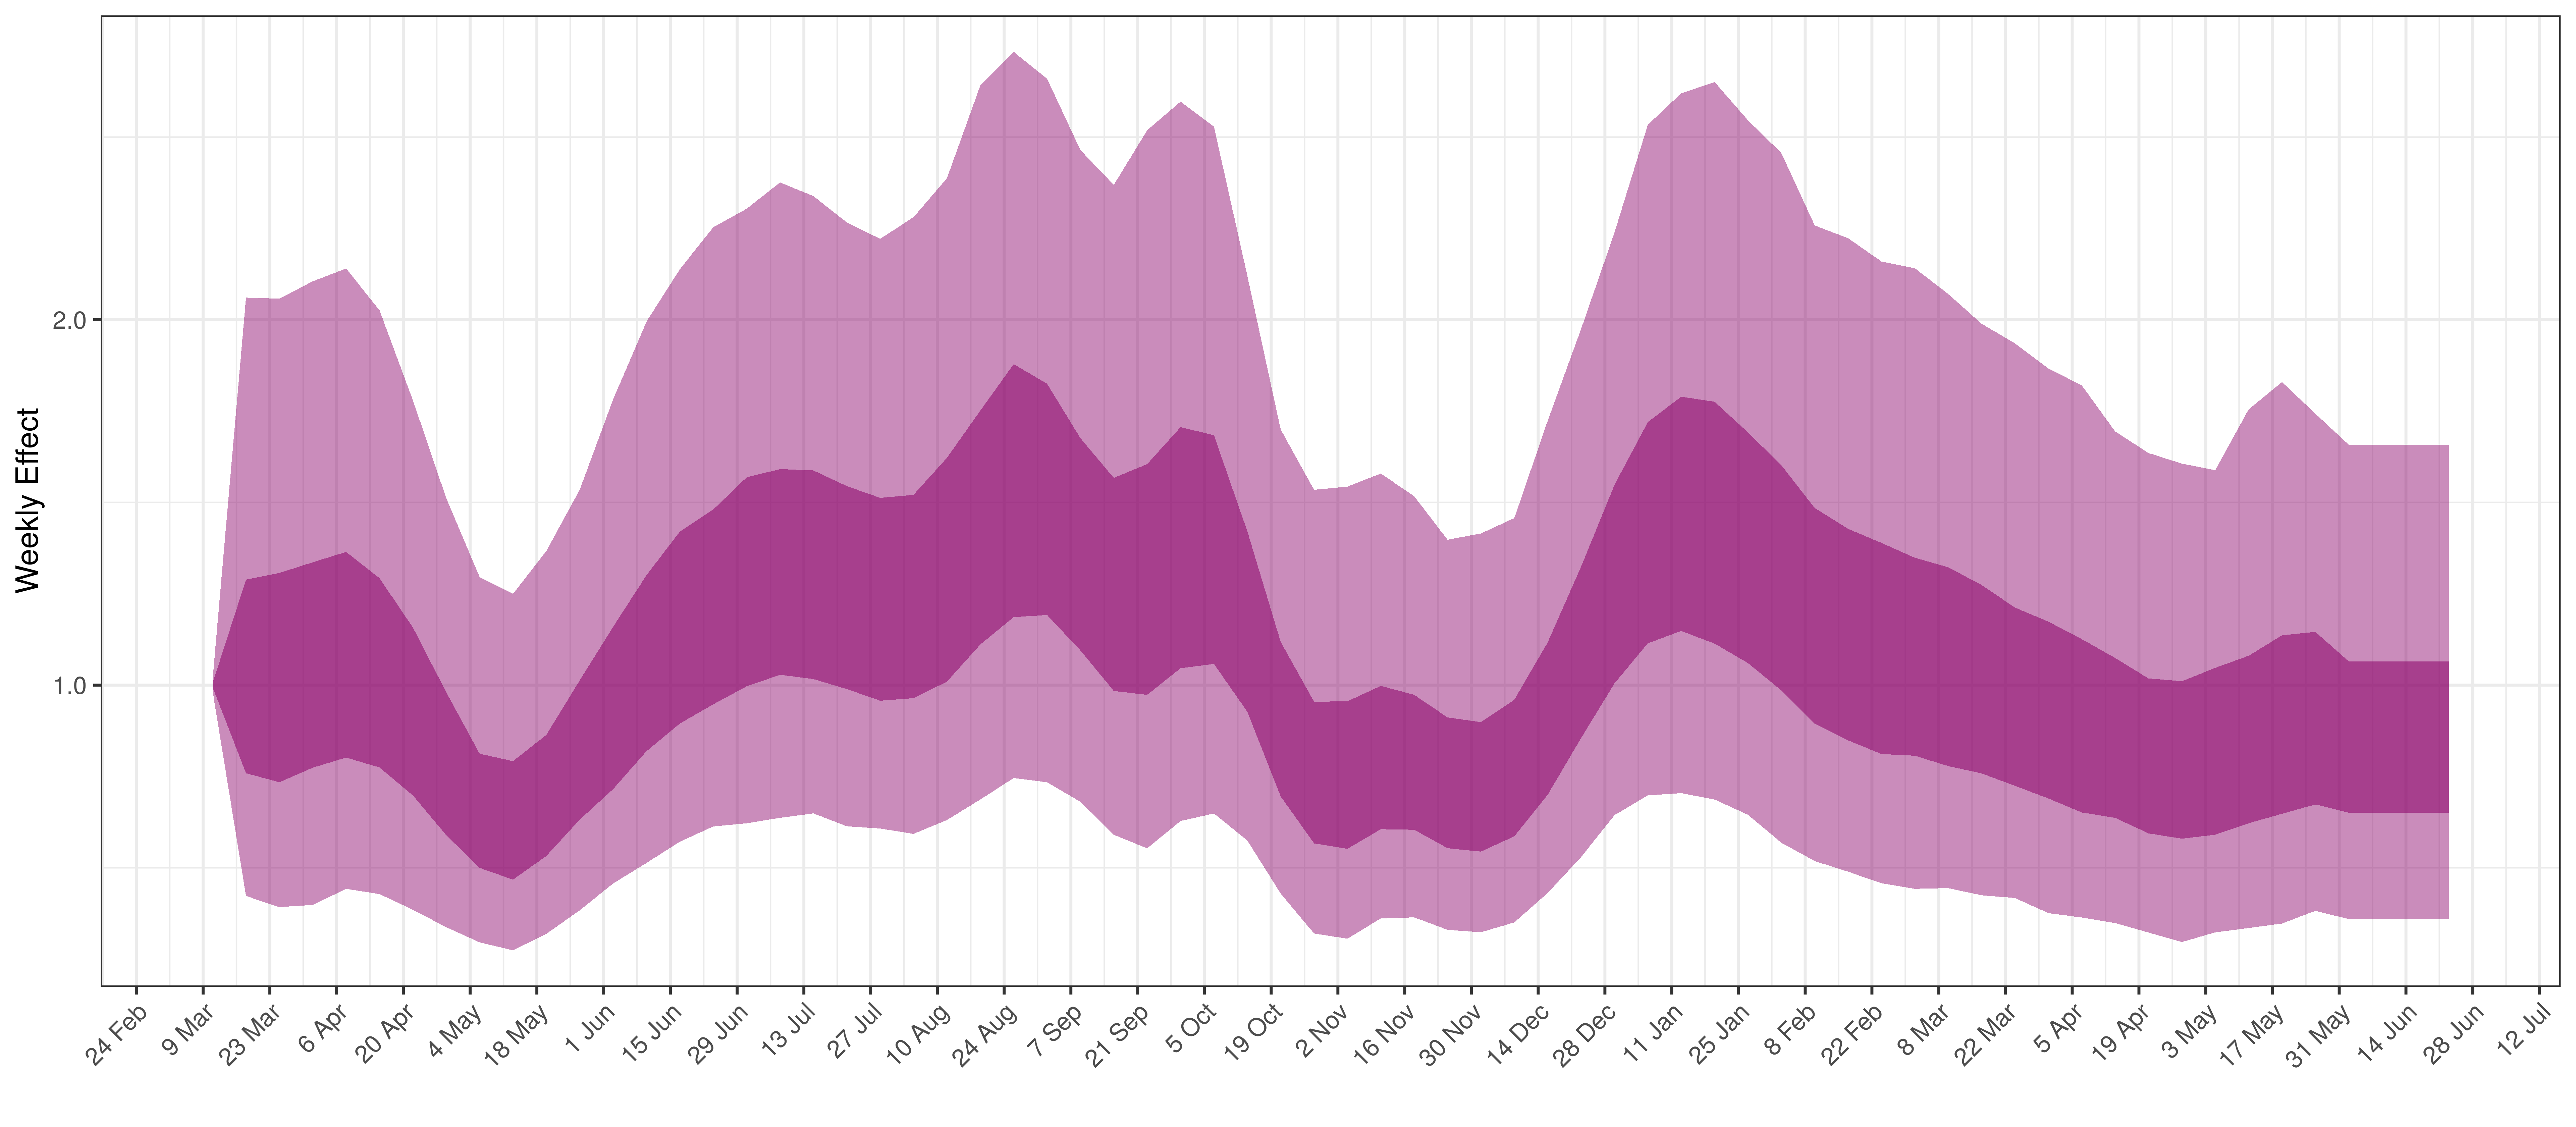 Weekly Effect
2.0
1.0
24 Feb
9 Mar
23 Mar
6 Apr
20 Apr
4 May
18 May
1 Jun
15 Jun
29 Jun
13 Jul
27 Jul
10 Aug
24 Aug
7 Sep
21 Sep
5 Oct
19 Oct
2 Nov
16 Nov
30 Nov
14 Dec
28 Dec
11 Jan
25 Jan
8 Feb
22 Feb
8 Mar
22 Mar
5 Apr
19 Apr
3 May
17 May
31 May
14 Jun
28 Jun
12 Jul